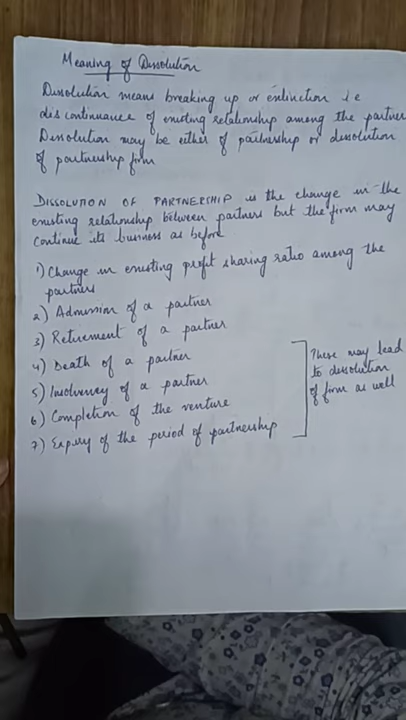 Meaning of Dissolution
Dissolution means breaking up or extinction i.e
discontinuance of existing relationship among the partner
Dissolution may be either of partnership or dissolution
of partnership firm
DISSOLUTION OF PARTNERSHIP is the change in the
existing relationship between partners but the firm may
continue its business as before
1) Change in existing profit sharing ratio among the
partners
2) Admission of a partner
3) Retirement of a partner
4) Death of a partner
5) Insolvency of a partner
6) Completion of the venture
7) Expiry of the period of partnership
These may lead
to dissolution
of firm as well